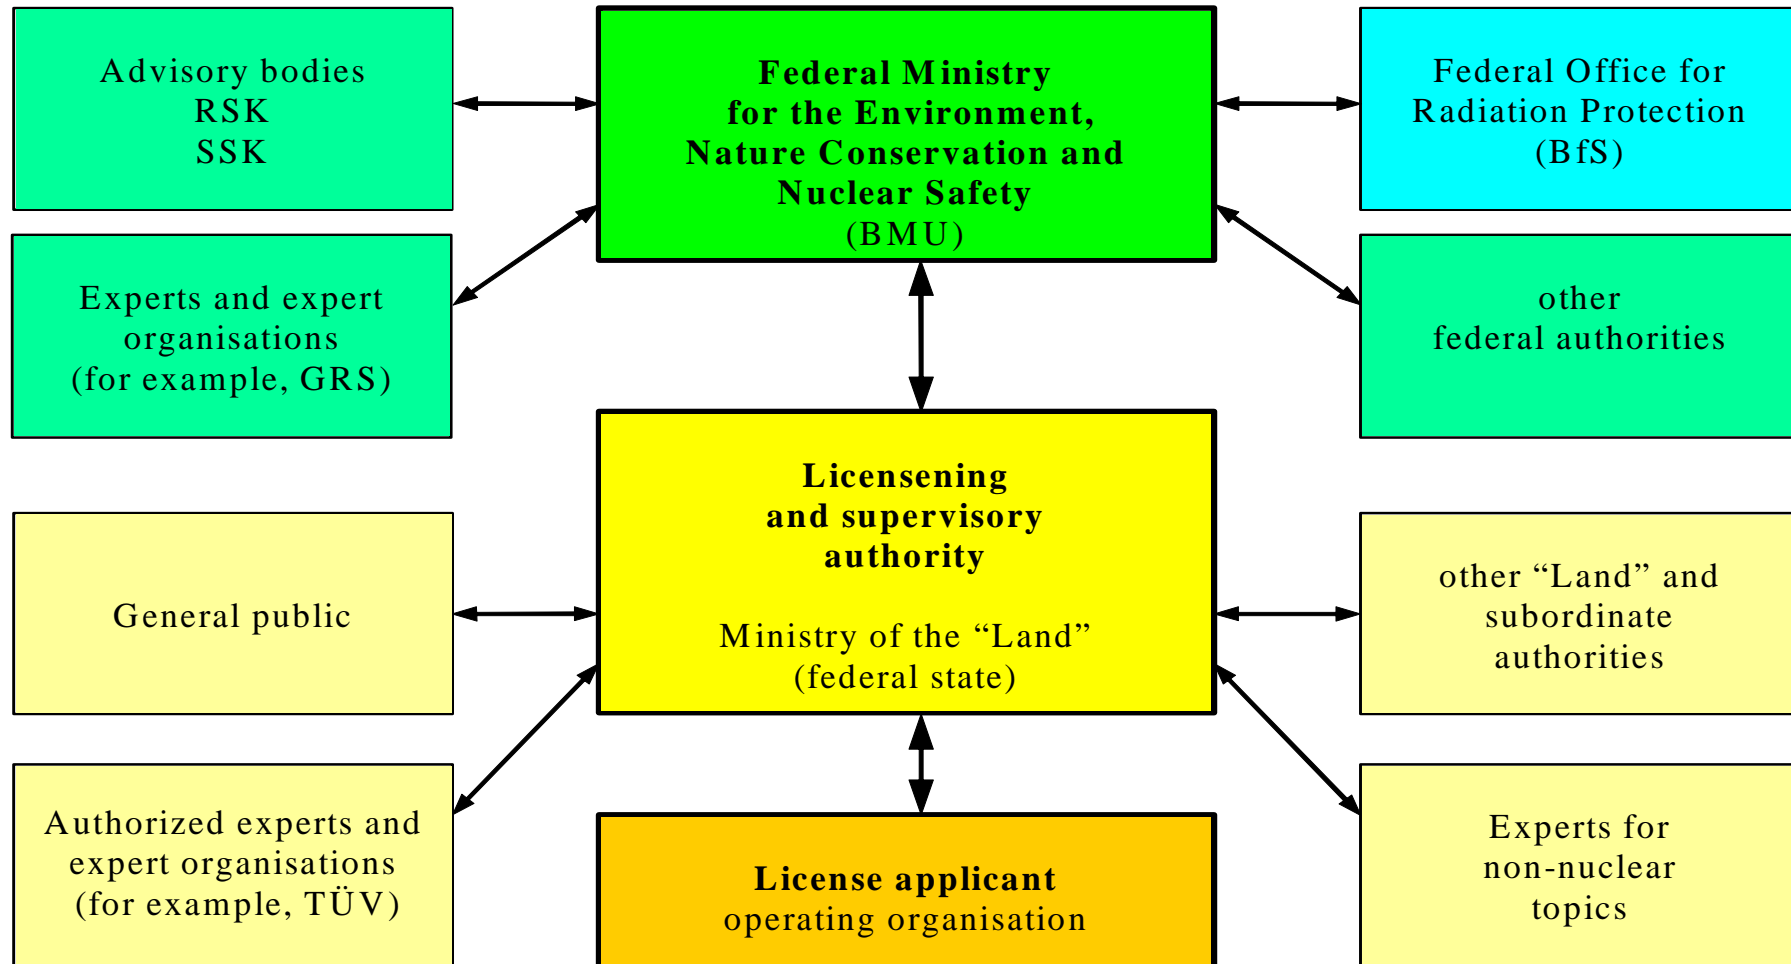 Advisory bodies
RSK
SSK
Federal Ministry
for the Environment,
Nature Conservation and
Nuclear Safety
(BMU)
Federal Office for
Radiation Protection
(BfS)
Experts and expert
organisations
(for example, GRS)
other
federal authorities
Licensening
and supervisory
authority
Ministry of the “Land”
(federal state)
General public
other “Land” and
subordinate
authorities
Authorized experts and
expert organisations
(for example, TÜV)
License applicant
operating organisation
Experts for
non-nuclear
topics